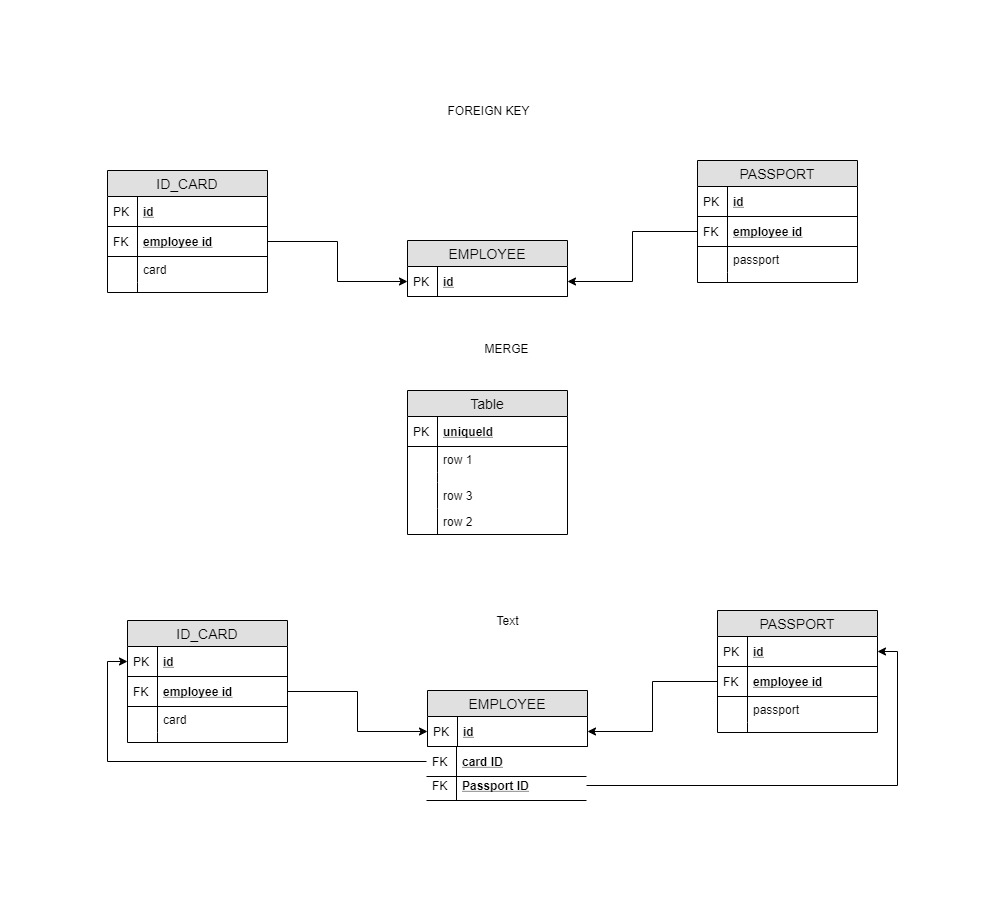 FOREIGN KEY
ID_CARD
PK id
FK employee id
card
EMPLOYEE
PK id
PASSPORT
PK id
FK employee id
passport
MERGE
Table
PK uniqueId
row 1
row 3
row 2
Text
ID_CARD
PK id
FK employee id
card
EMPLOYEE
PK id
FK card ID
FK Passport ID
PASSPORT
PK id
FK employee id
passport